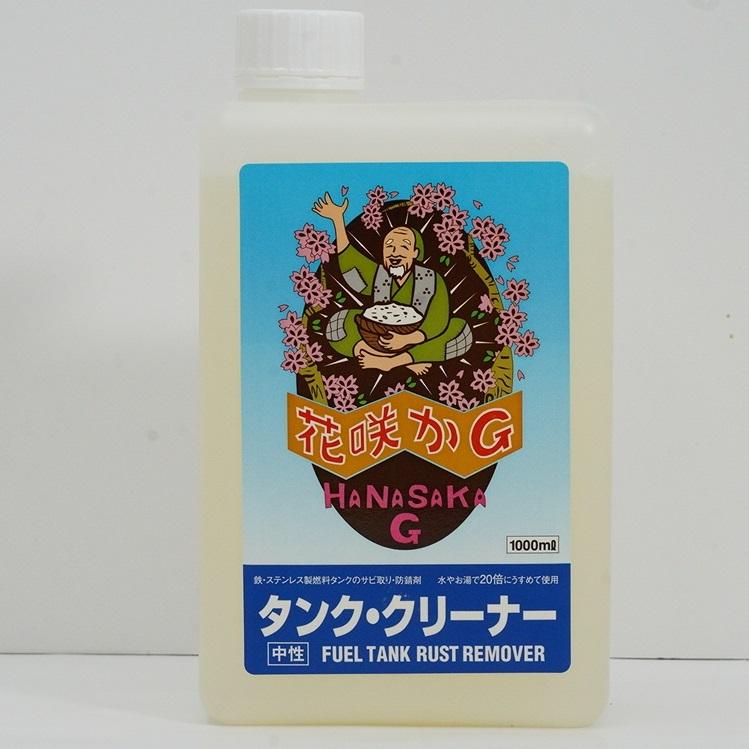 花咲かG
HANASAKA
G
1000ml
鉄・ステンレス製燃料タンクのサビ取り・防錆剤 水やお湯で20倍にうすめて使用
タンク・クリーナー
中性 FUEL TANK RUST REMOVER